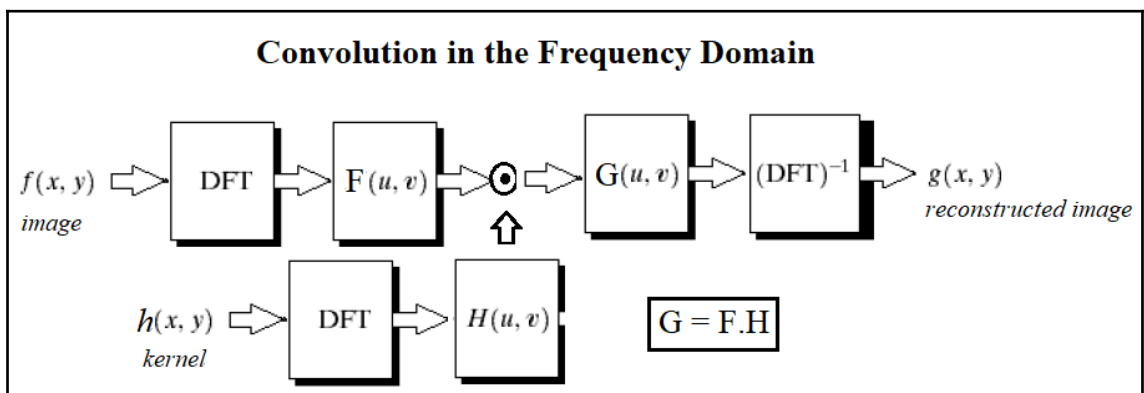 Convolution in the Frequency Domain
f(x, y)
image
DFT
F(u, v)
G(u, v)
(DFT)⁻¹
g(x, y)
reconstructed image
h(x, y)
kernel
DFT
H(u, v)
G = F.H